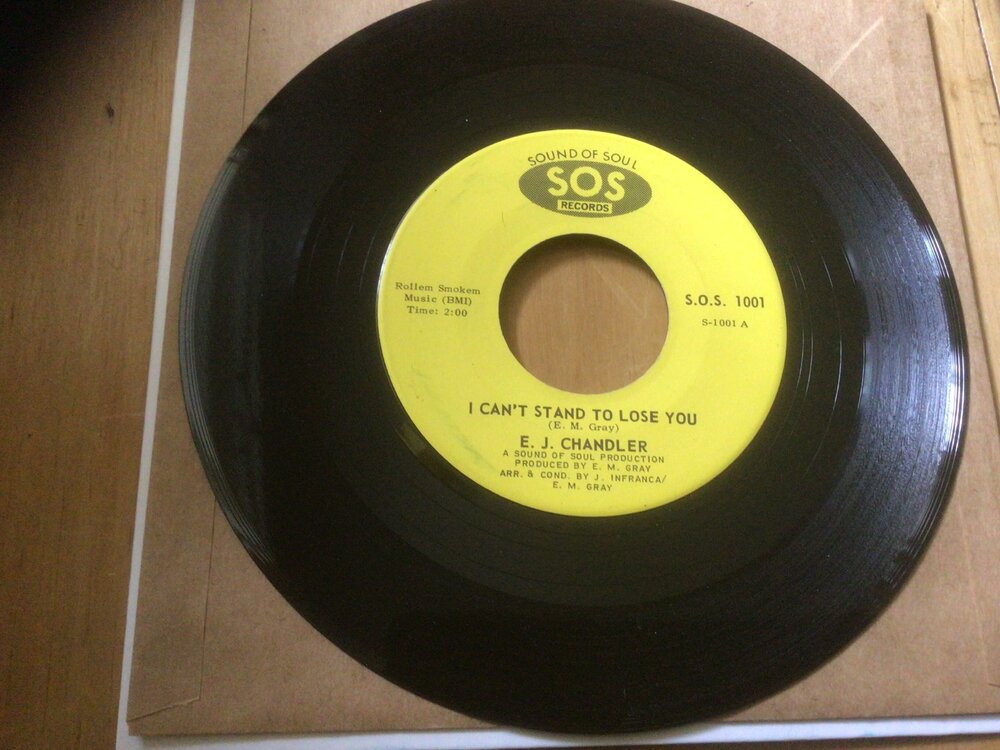 SOUND OF SOUL
SOS
RECORDS
Rollem Smokem
Music (BMI)
Time: 2:00
S.O.S. 1001
S-1001 A
I CAN'T STAND TO LOSE YOU
(E. M. Gray)
E. J. CHANDLER
A SOUND OF SOUL PRODUCTION
PRODUCED BY E. M. GRAY
ARR. & COND. BY J. INFRANCA/
E. M. GRAY